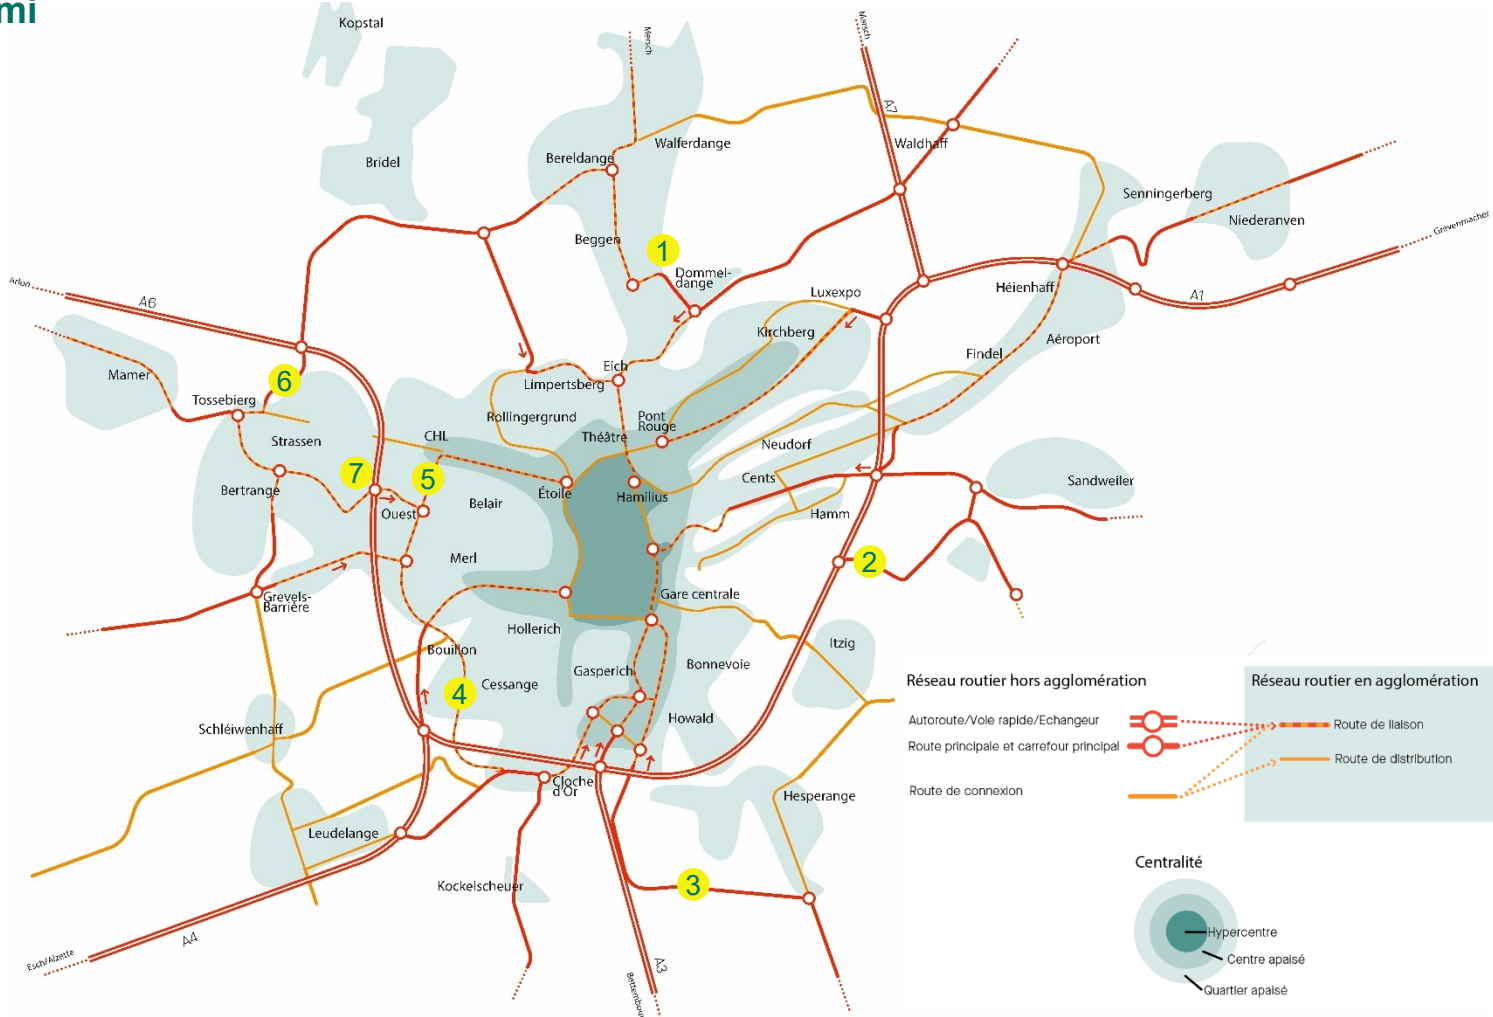 mi
Kopstal
Mersch
Mersch
A7
Walferdange
Waldhaff
Bereldange
Bridel
Senningerberg
Niederanven
Grevenmacher
Beggen
1
Dommel-
dange
Arlon
A6
Luxexpo
Héienhaff
A1
Kirchberg
Aéroport
Findel
Eich
Mamer
6
Limpertsberg
Tossebierg
Rollingergrund
Pont
Rouge
Théâtre
Strassen
CHL
Neudorf
7
5
Cents
Sandweiler
Bertrange
Belair
Étoile
Hamilius
Ouest
Hamm
Merl
2
Grevels-
Barrière
Gare centrale
Hollerich
Itzig
Bouillon
Bonnevoie
Gasperich
4
Cessange
Howald
Schléiwenhaff
Cloche
d'Or
Hesperange
Leudelange
Kockelscheuer
3
A4
Esch/Alzette
A3
Bettembourg
Réseau routier hors agglomération
Réseau routier en agglomération
Autoroute/Voie rapide/Echangeur
Route de liaison
Route principale et carrefour principal
Route de distribution
Route de connexion
Centralité
Hypercentre
Centre apaisé
Quartier apaisé